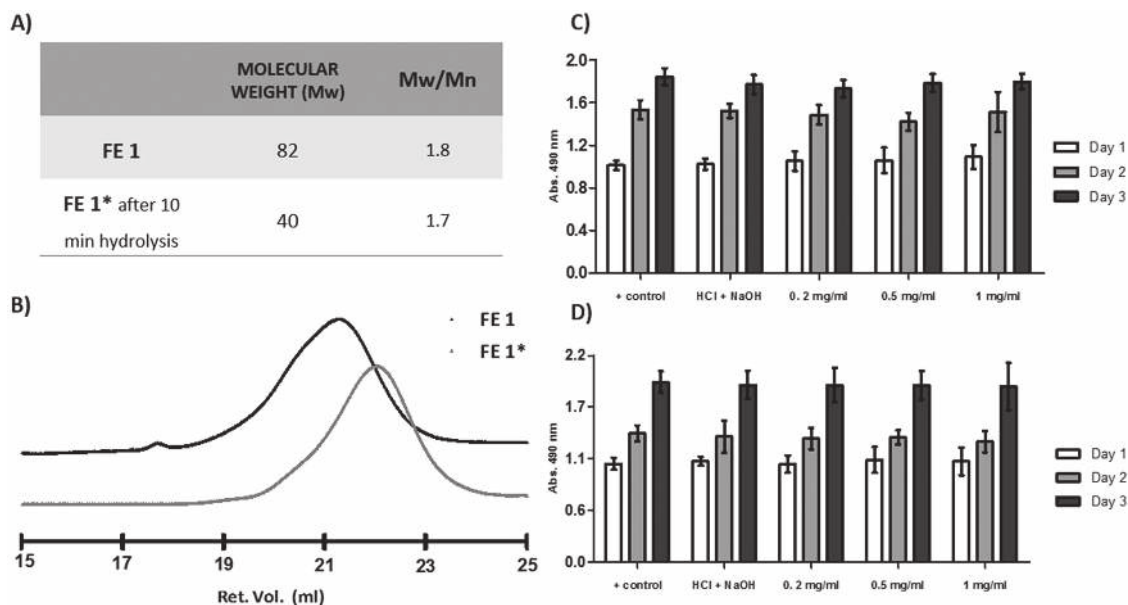 A)
MOLECULAR
WEIGHT (Mw)
Mw/Mn
FE 1
82
1.8
FE 1* after 10
min hydrolysis
40
1.7
B)
FE 1
FE 1*
15 17 19 21 23 25
Ret. Vol. (ml)
C)
Abs. 490 nm
2.0
1.6
1.2
0.8
0.4
0.0
+ control HCl + NaOH 0. 2 mg/ml 0.5 mg/ml 1 mg/ml
Day 1
Day 2
Day 3
D)
Abs. 490 nm
2.2
1.7
1.1
0.6
0.0
+ control HCl + NaOH 0. 2 mg/ml 0.5 mg/ml 1 mg/ml
Day 1
Day 2
Day 3